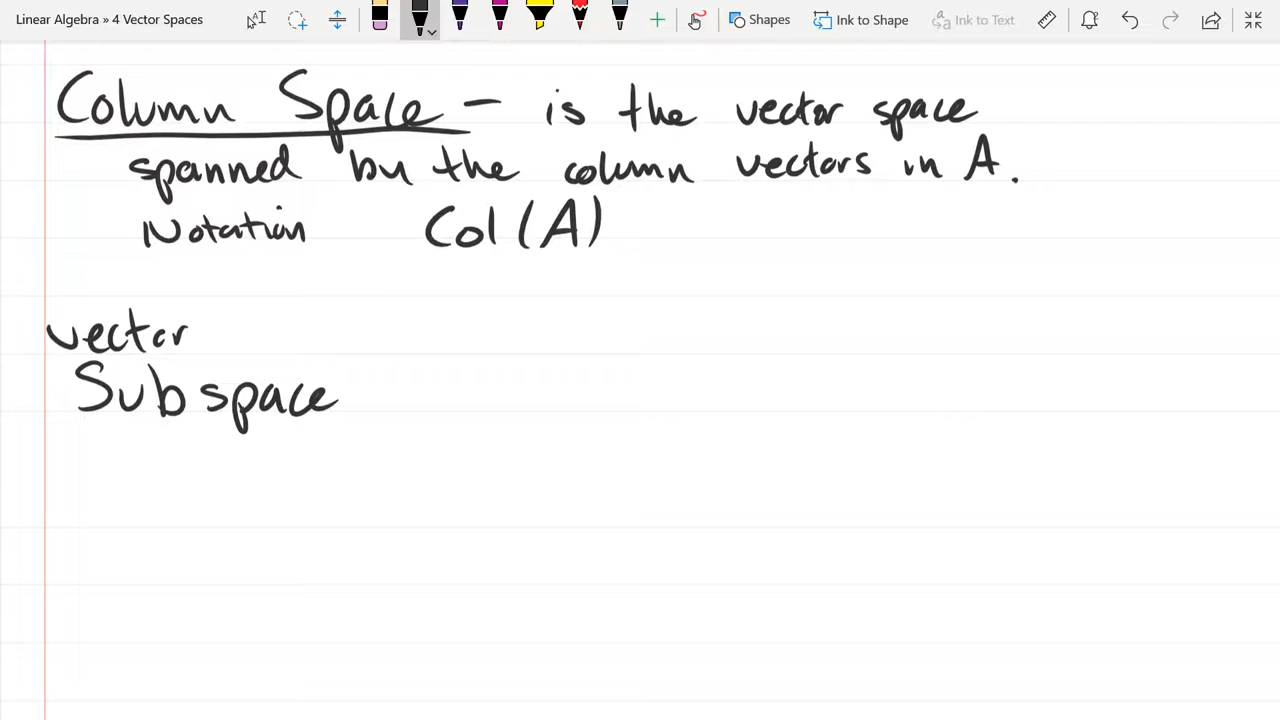 Linear Algebra » 4 Vector Spaces Shapes Ink to Shape Ink to Text
Column Space - is the vector space
spanned by the column vectors in A.
Notation Col(A)
vector
Subspace